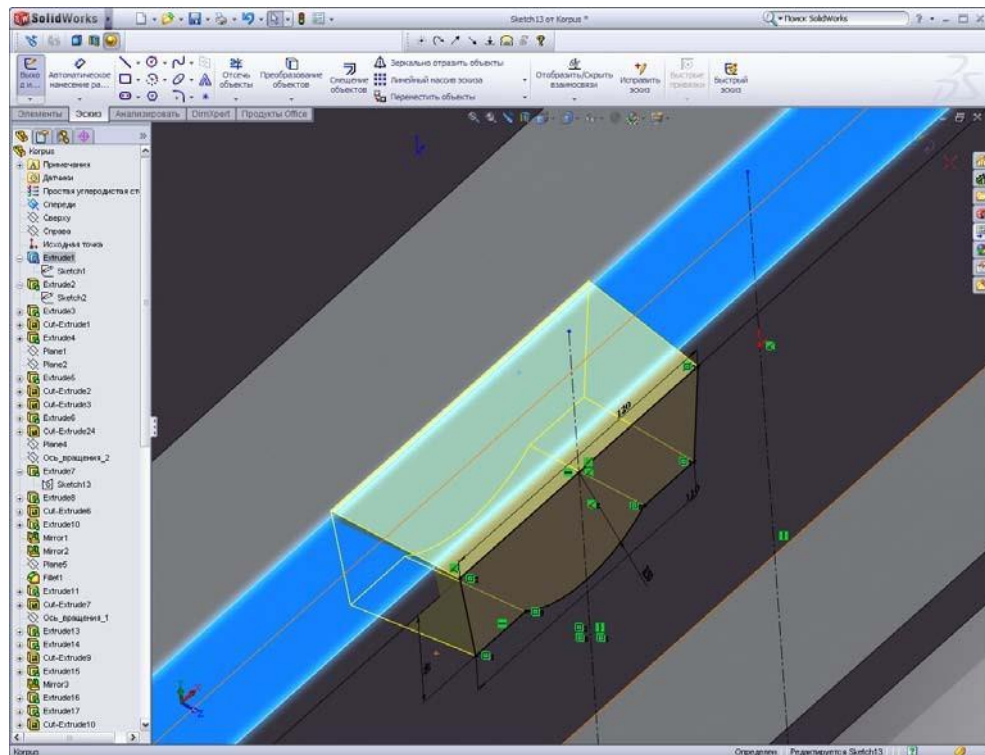 SolidWorks
Sketch13 от Korpus *
Поиск SolidWorks
Автоматическое нанесение ра...
Отсечь объекты
Преобразование объектов
Смещение объектов
Зеркально отразить объекты
Линейный массив эскиза
Переместить объекты
Отобразить/Скрыть взаимосвязи
Исправить эскиз
Быстрые привязки
Быстрый эскиз
Элементы
Эскиз
Анализировать
DimXpert
Продукты Office
Korpus
Примечания
Датчики
Простая углеродистая ст
Спереди
Сверху
Справа
Исходная точка
Extrude1
Sketch1
Extrude2
Sketch2
Extrude3
Cut-Extrude1
Extrude4
Plane1
Plane2
Extrude5
Cut-Extrude2
Cut-Extrude3
Extrude6
Cut-Extrude24
Plane4
Ось_вращения_2
Extrude7
Sketch13
Extrude8
Cut-Extrude6
Extrude10
Mirror1
Mirror2
Plane5
Fillet1
Extrude11
Cut-Extrude7
Ось_вращения_1
Extrude13
Extrude14
Cut-Extrude9
Extrude15
Mirror3
Extrude16
Extrude17
Cut-Extrude10
120
Korpus
Определен
Редактируется Sketch13